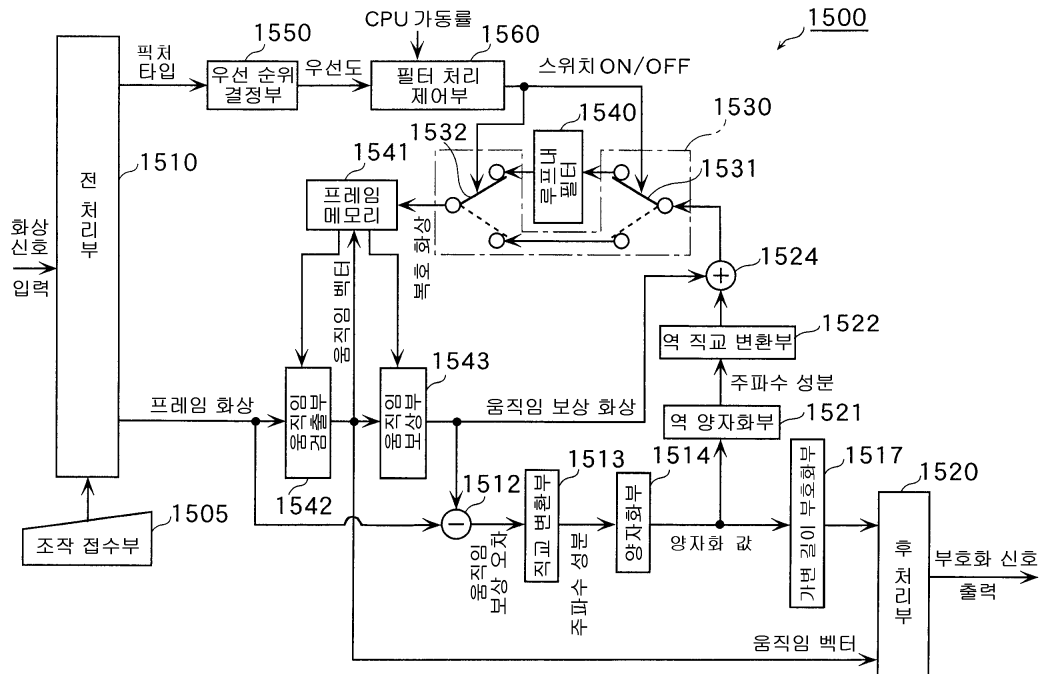 CPU 가동률
1500
1550
1560
픽처
타입
우선 순위
결정부
우선도
필터 처리
제어부
스위치 ON/OFF
1540
1530
1532
1541
1510
전 처리부
프레임
메모리
루프내
필터
1531
화상
신호
입력
복호 화상
움직임 벡터
1524
1522
역 직교 변환부
1543
주파수 성분
프레임 화상
움직임
검출부
움직임
보상부
움직임 보상 화상
역 양자화부
1521
1542
1512
1513
1514
1517
1520
1505
조작 접수부
직교 변환부
양자화부
양자화 값
가변 길이 부호화부
움직임
보상 오차
주파수 성분
후 처리부
부호화 신호
출력
움직임 벡터